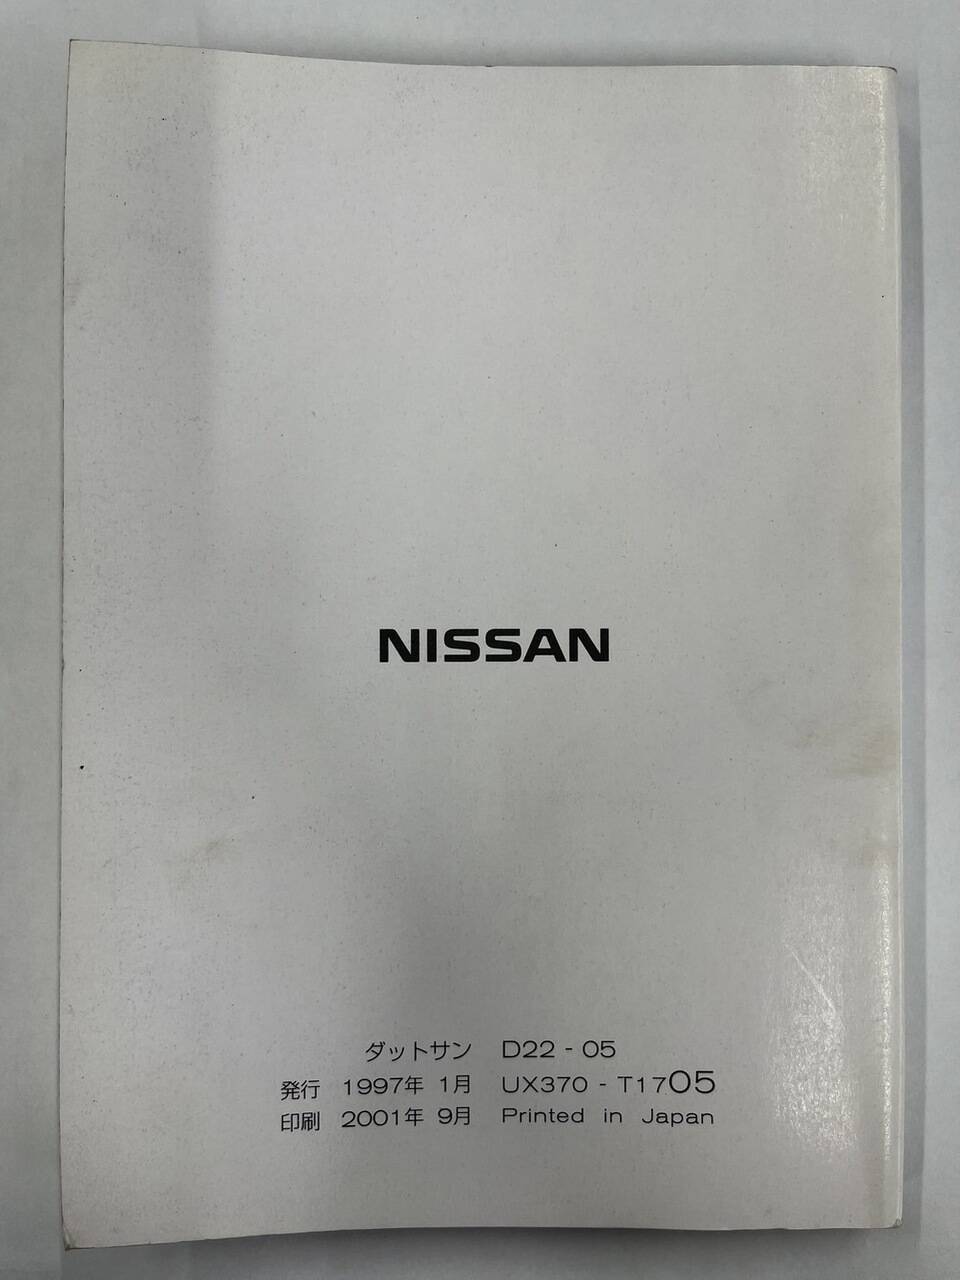 NISSAN
ダットサン D22 - 05
発行 1997年 1月 UX370 - T1705
印刷 2001年 9月 Printed in Japan